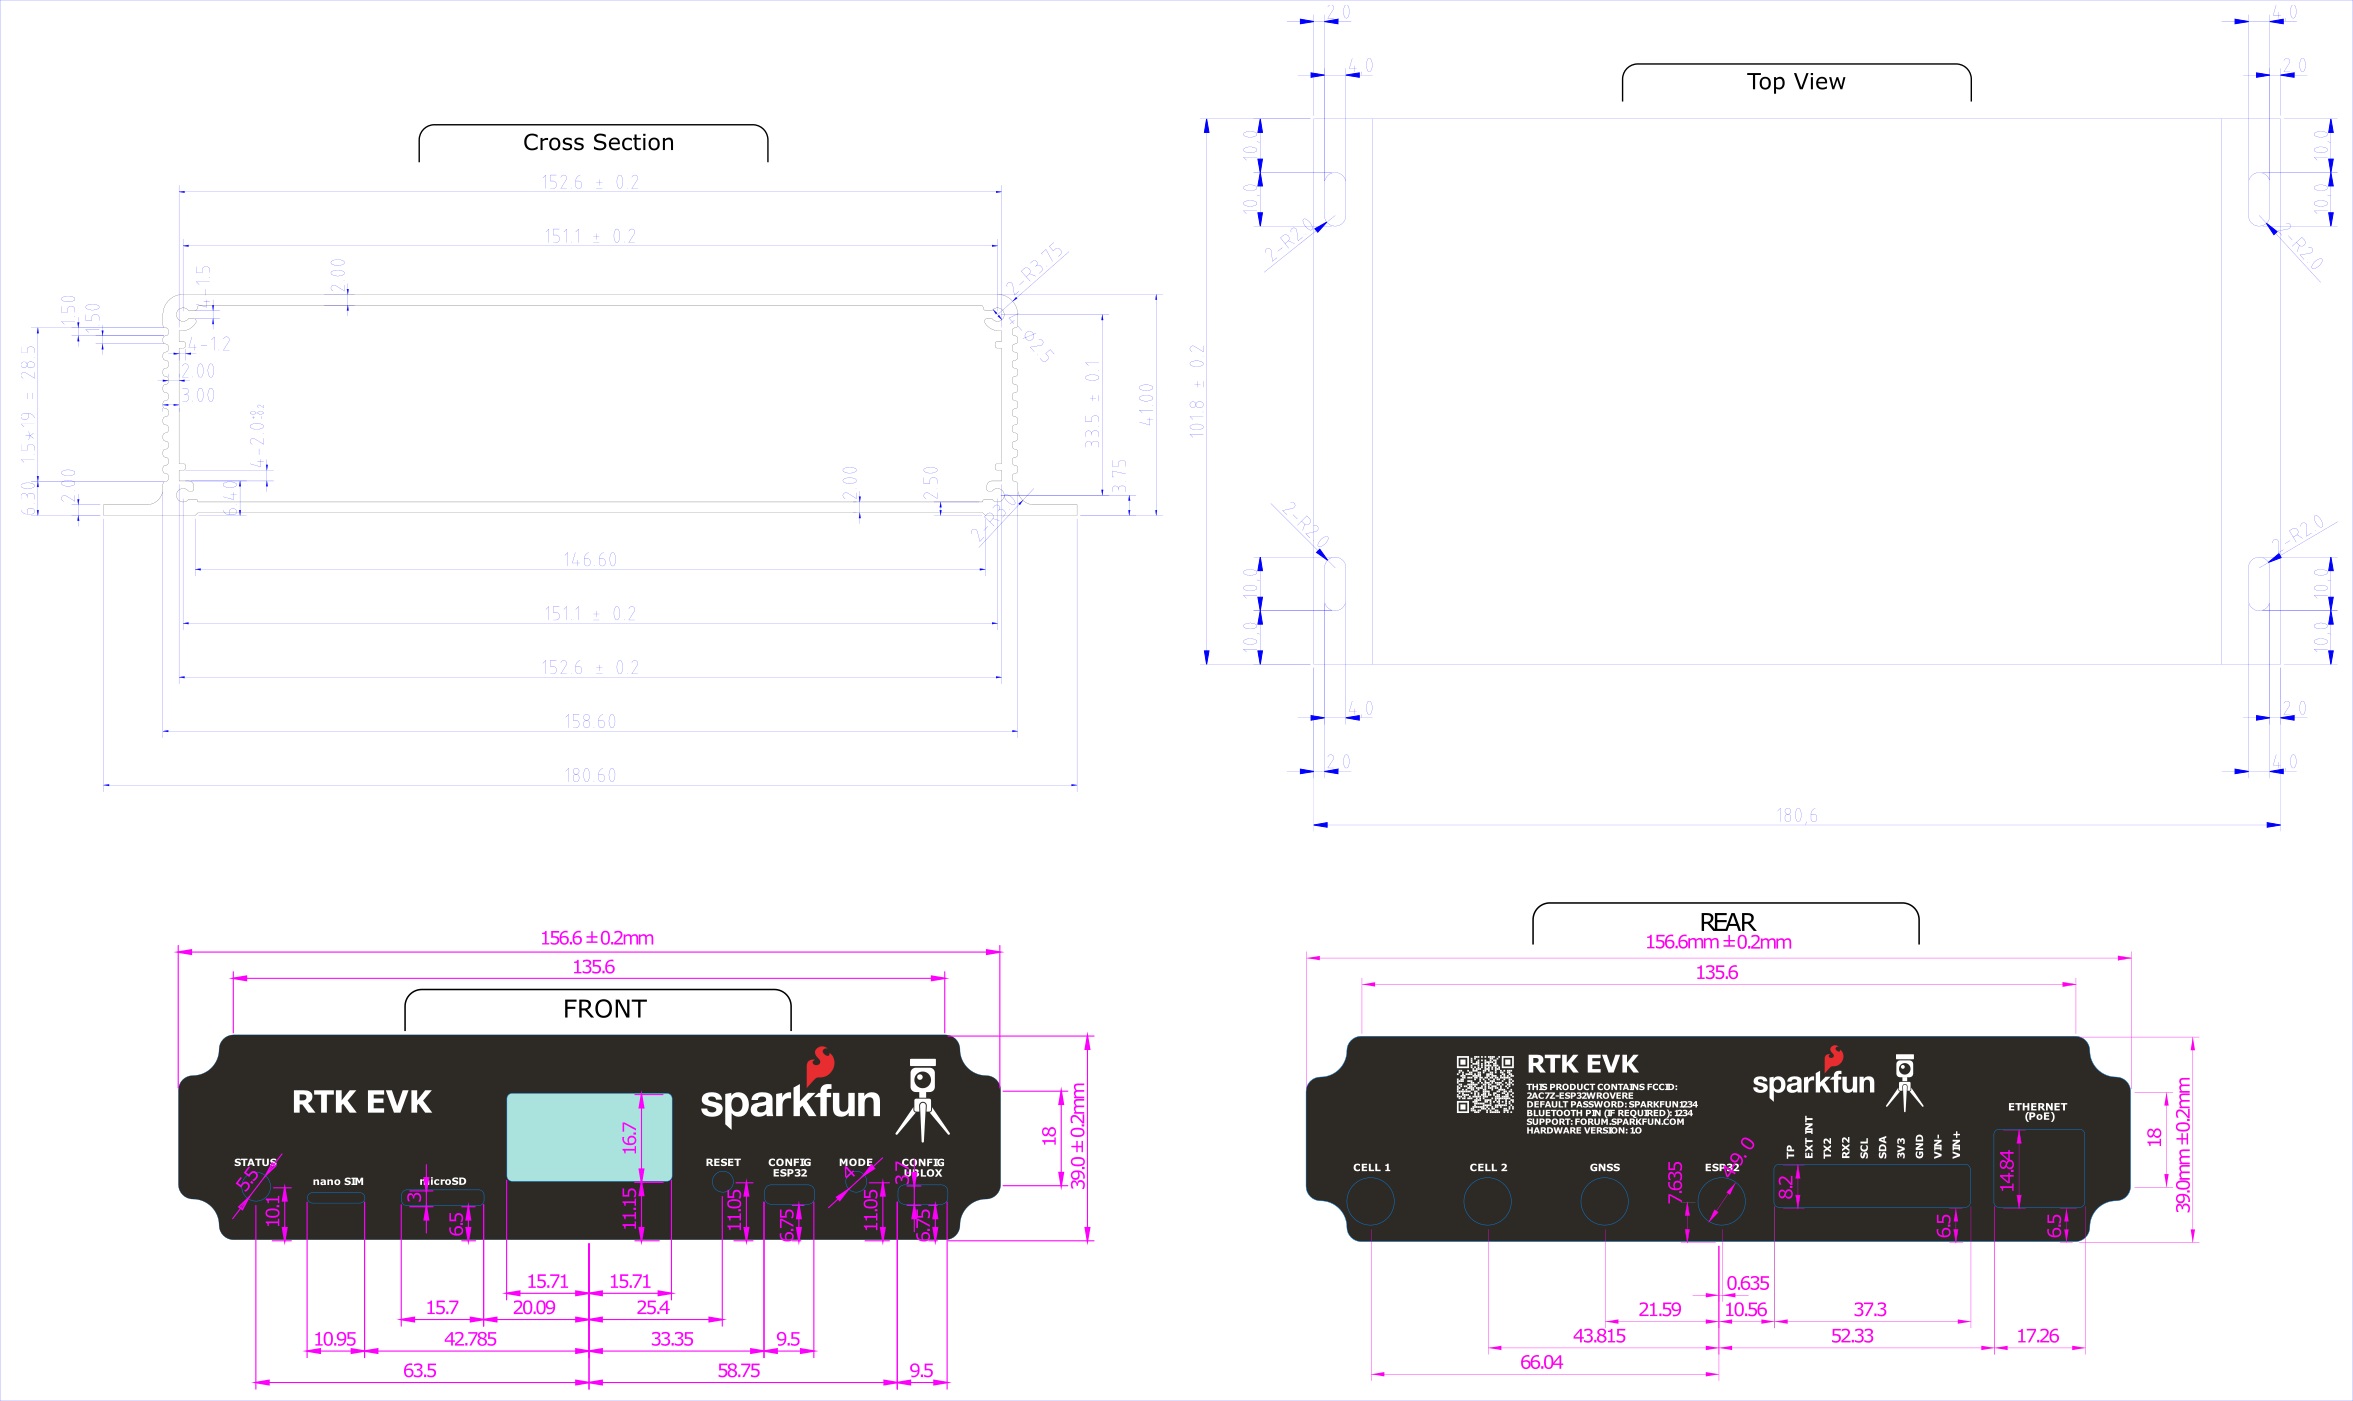 Cross Section
152.6 ± 0.2
151.1 ± 0.2
2.00
4-1.5
2-R3.75
1.50
1.50
4-1.2
2.00
3.00
4-Ø2.5
15*1.9 = 28.5
33.5 ± 0.1
41.00
6.30
2.00
6.40
2.00
2.50
3.75
146.60
151.1 ± 0.2
152.6 ± 0.2
158.60
180.60
Top View
2.0
4.0
4.0
2.0
10,0
10,0
10,0
10,0
2-R2.0
2-R2.0
101.8 ± 0.2
2-R2.0
2-R2.0
10,0
10,0
10,0
10,0
4.0
2.0
2.0
4.0
180,6
156.6 ±0.2mm
135.6
FRONT
RTK EVK
sparkfun
STATUS
nano SIM
microSD
RESET
CONFIG
ESP32
MODE
CONFIG
UBLOX
5.5
10.1
3
6.5
16.7
11.15
11.05
6.75
4
11.05
3.7
6.75
18
39.0 ±0.2mm
15.71
15.71
15.7
20.09
25.4
10.95
42.785
33.35
9.5
63.5
58.75
9.5
REAR
156.6mm ±0.2mm
135.6
RTK EVK
THIS PRODUCT CONTAINS FCCID:
2AC7Z-ESP32WROVERE
DEFAULT PASSWORD: SPARKFUN1234
BLUETOOTH PIN (IF REQUIRED): 1234
SUPPORT: FORUM.SPARKFUN.COM
HARDWARE VERSION: 1.0
sparkfun
CELL 1
CELL 2
GNSS
ESP32
TP
EXT INT
TX2
RX2
SCL
SDA
3V3
GND
VIN-
VIN+
ETHERNET
(PoE)
7.635
8.2
6.5
14.84
6.5
18
39.0mm ±0.2mm
0.635
21.59
10.56
37.3
43.815
52.33
17.26
66.04